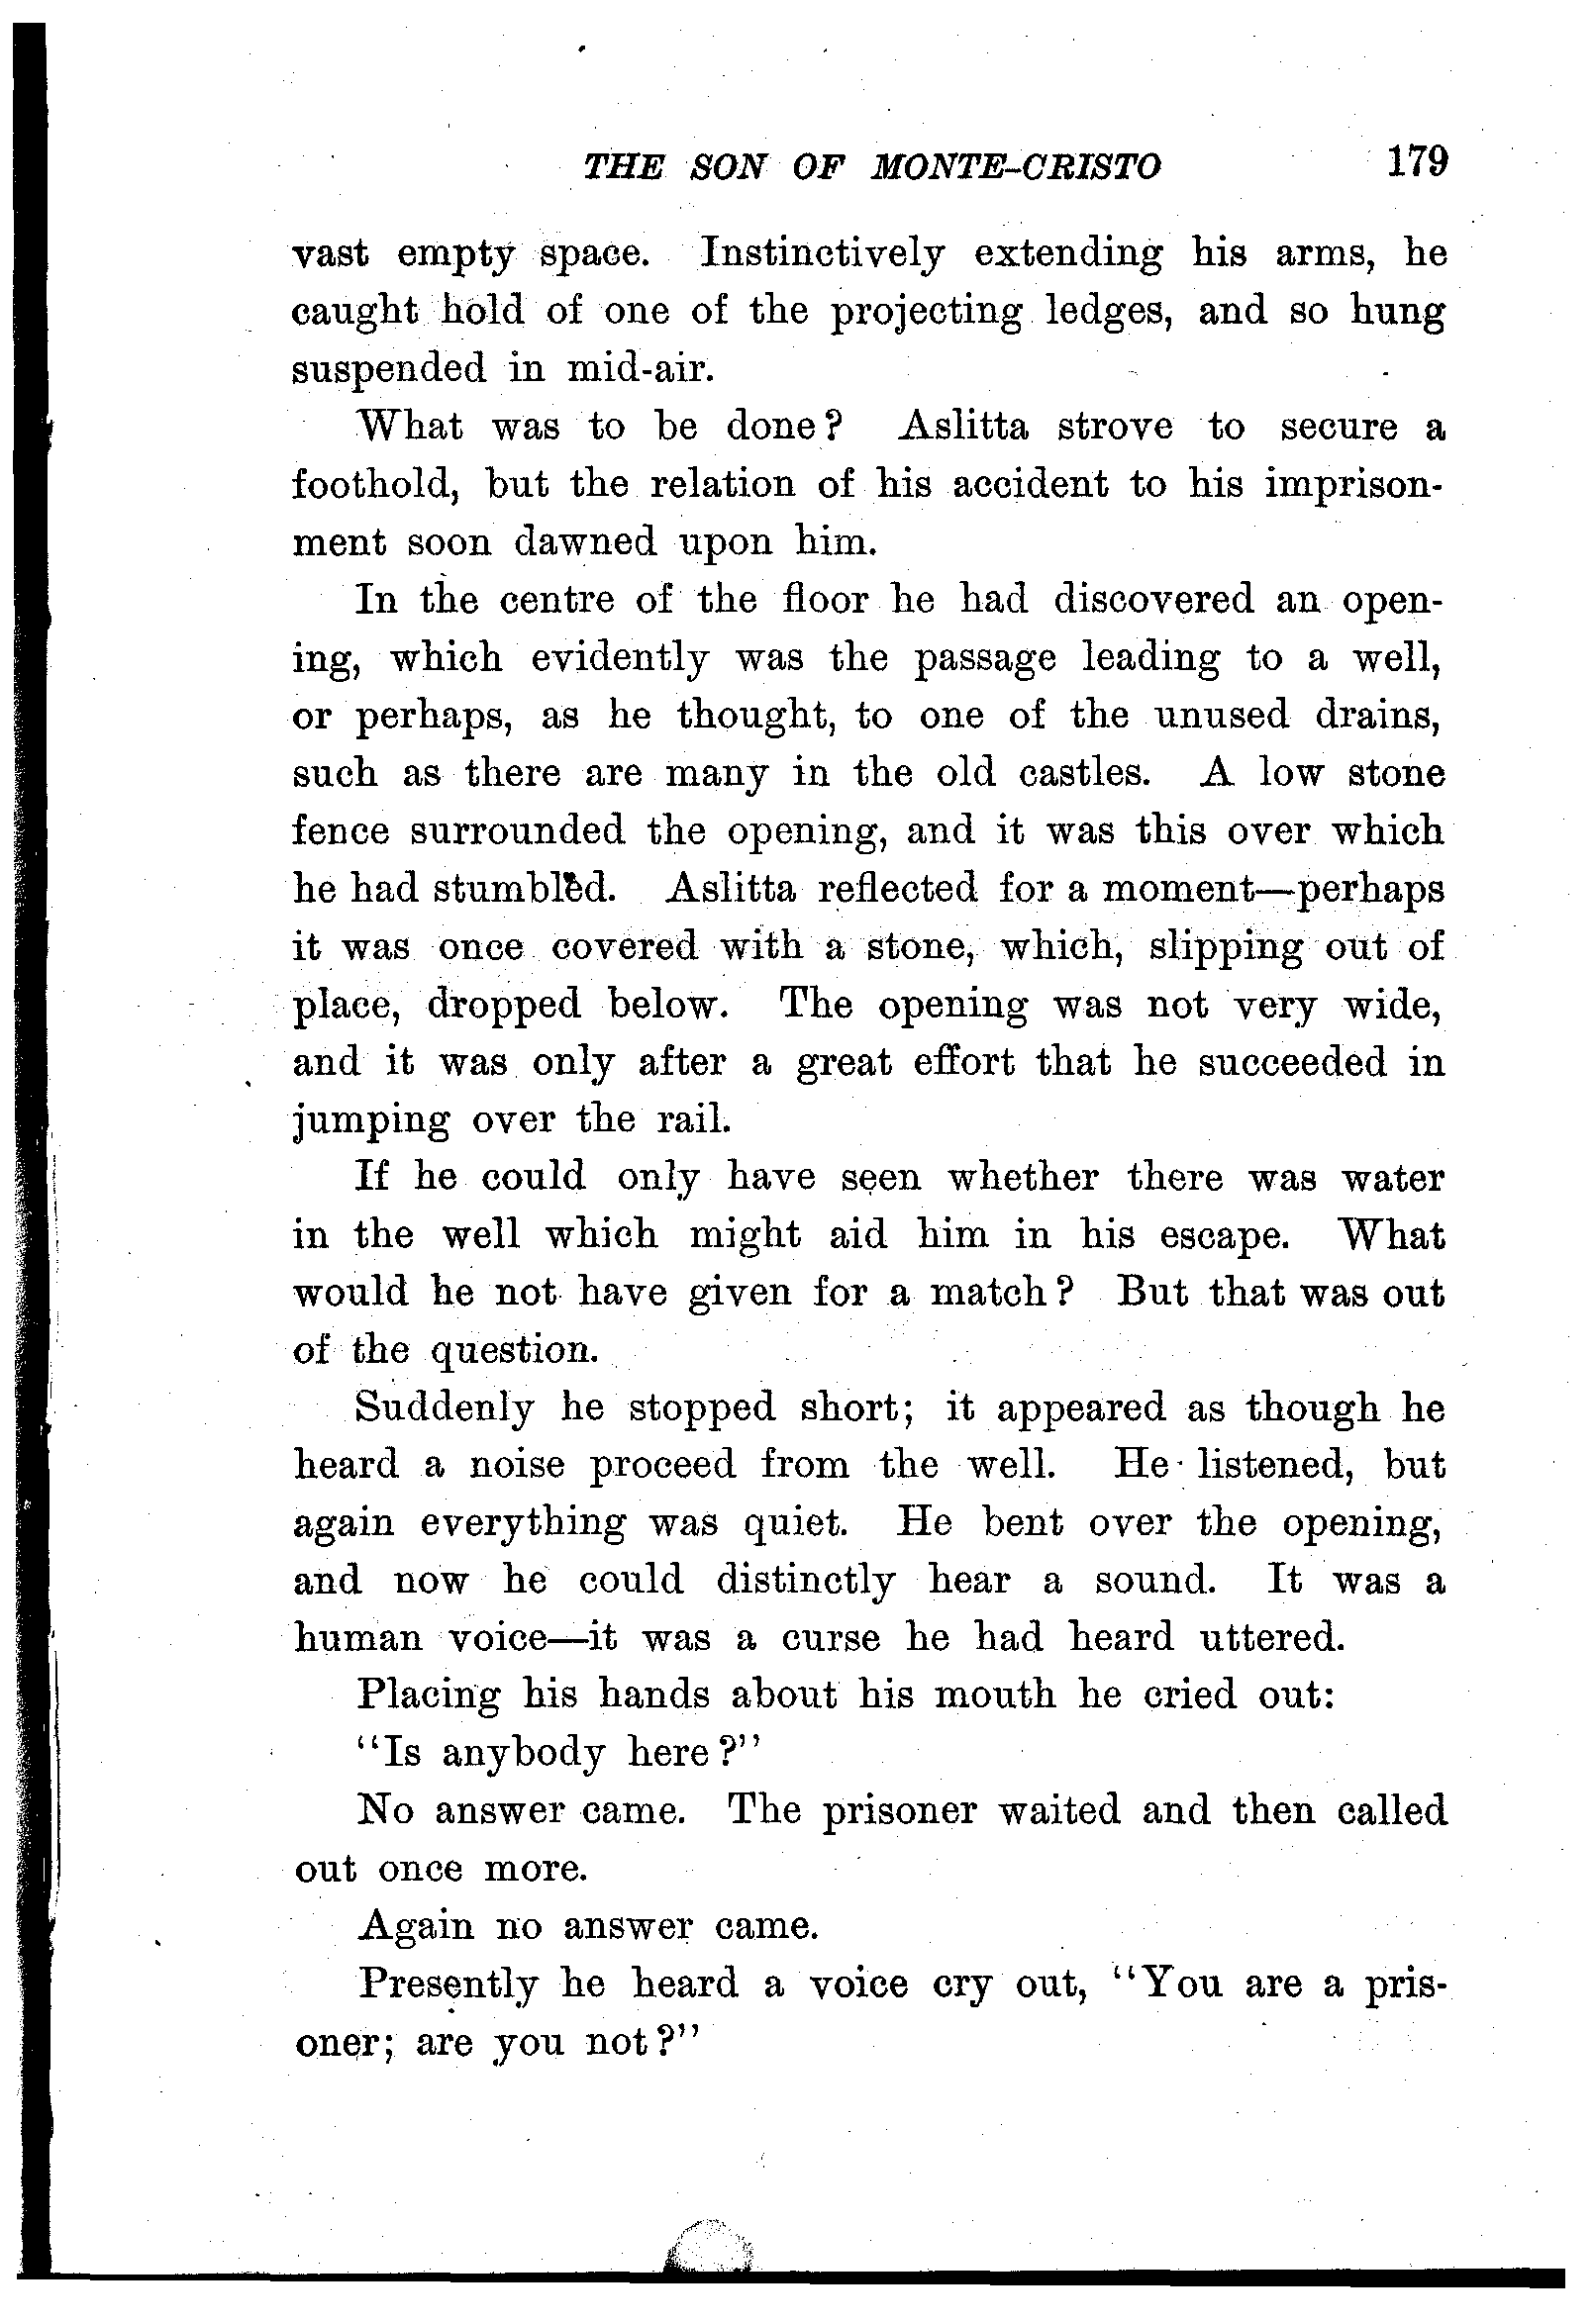 THE SON OF MONTE-CRISTO 179
vast empty space. Instinctively extending his arms, he
caught hold of one of the projecting ledges, and so hung
suspended in mid-air.
What was to be done? Aslitta strove to secure a
foothold, but the relation of his accident to his imprison-
ment soon dawned upon him.
In the centre of the floor he had discovered an open-
ing, which evidently was the passage leading to a well,
or perhaps, as he thought, to one of the unused drains,
such as there are many in the old castles. A low stone
fence surrounded the opening, and it was this over which
he had stumbled. Aslitta reflected for a moment—perhaps
it was once covered with a stone, which, slipping out of
place, dropped below. The opening was not very wide,
and it was only after a great effort that he succeeded in
jumping over the rail.
If he could only have seen whether there was water
in the well which might aid him in his escape. What
would he not have given for a match? But that was out
of the question.
Suddenly he stopped short; it appeared as though he
heard a noise proceed from the well. He listened, but
again everything was quiet. He bent over the opening,
and now he could distinctly hear a sound. It was a
human voice—it was a curse he had heard uttered.
Placing his hands about his mouth he cried out:
"Is anybody here?"
No answer came. The prisoner waited and then called
out once more.
Again no answer came.
Presently he heard a voice cry out, "You are a pris-
oner; are you not?"